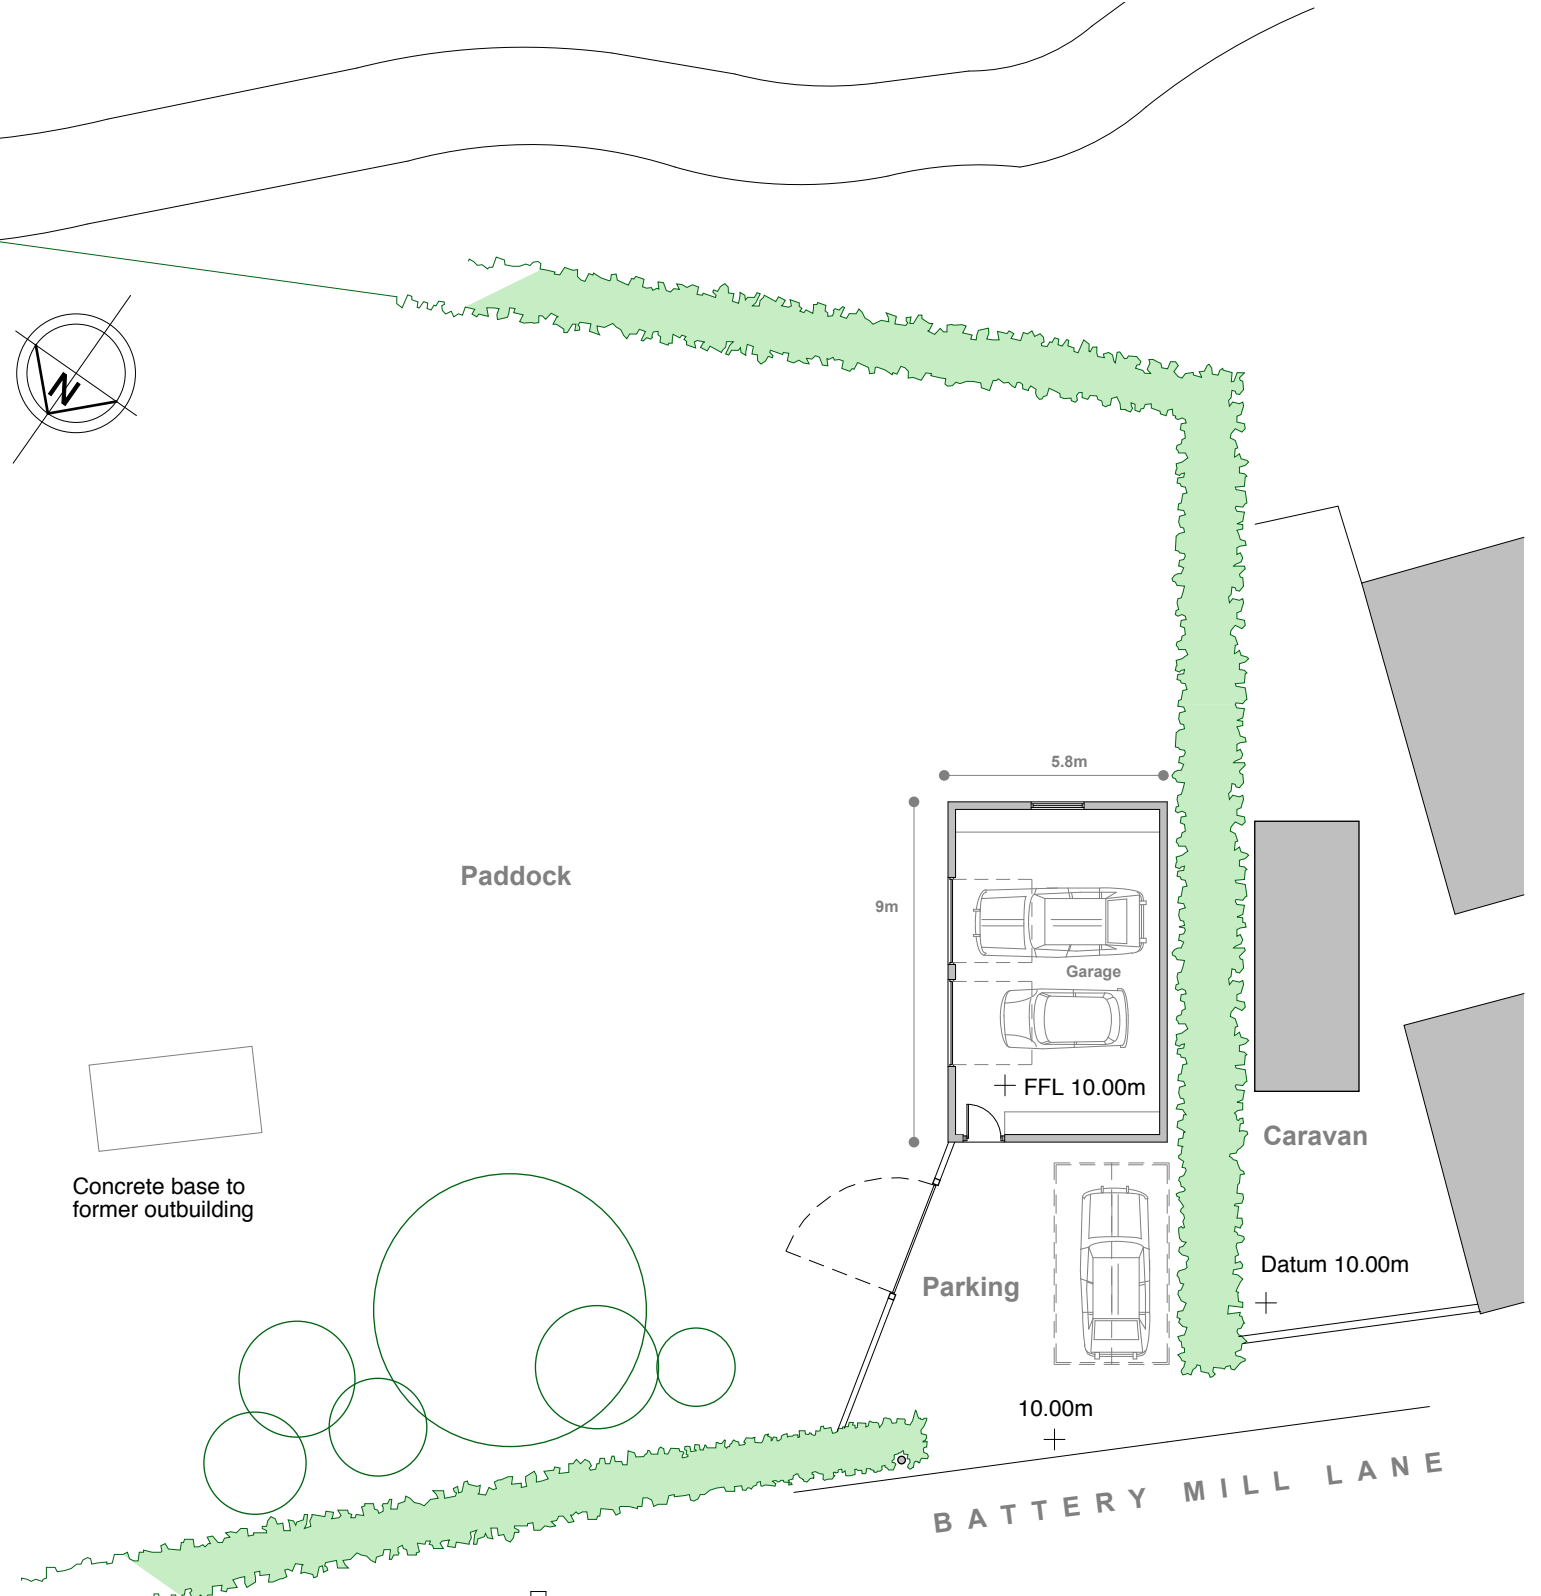 N
5.8m
Paddock
9m
Garage
FFL 10.00m
Caravan
Concrete base to
former outbuilding
Datum 10.00m
Parking
10.00m
BATTERY MILL LANE